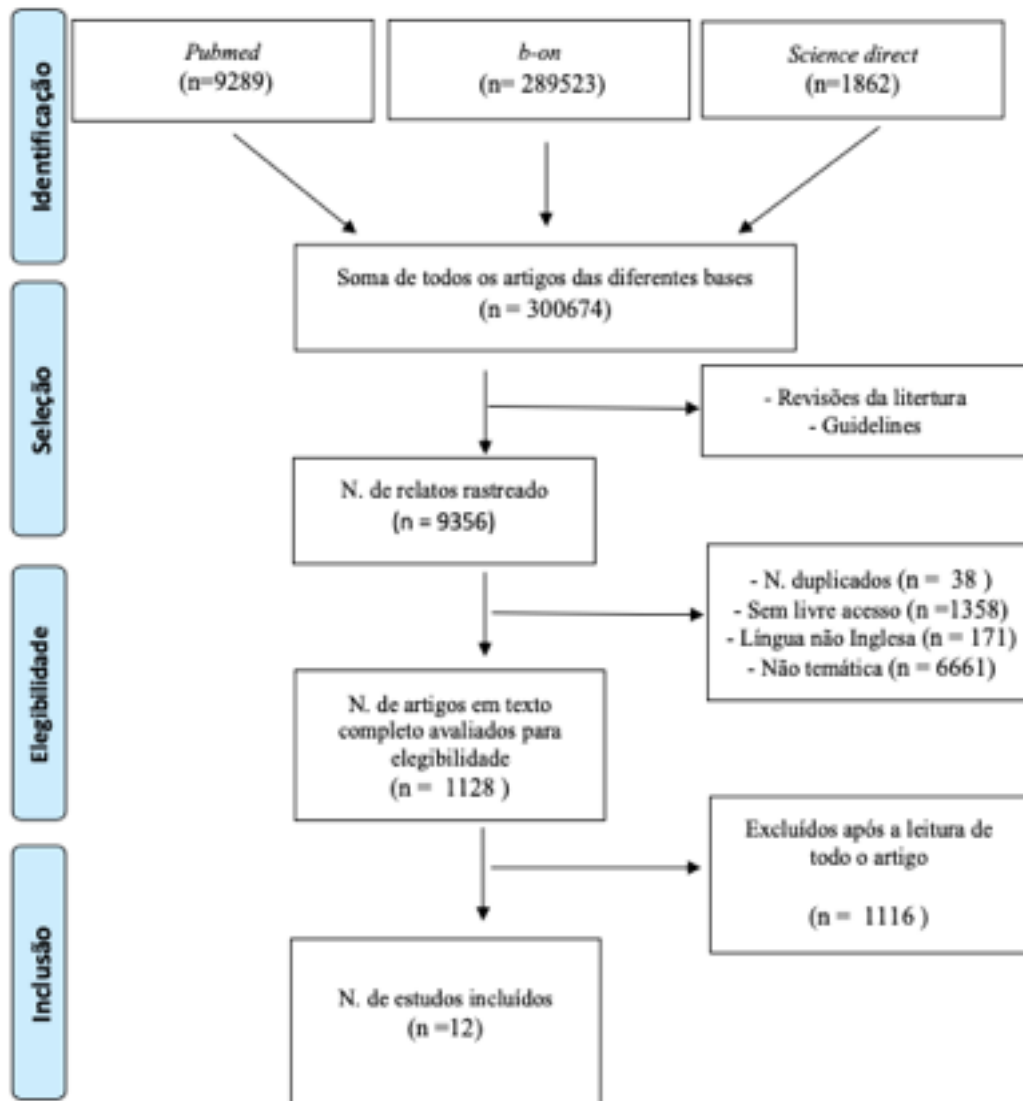 Identificação
Pubmed
(n=9289)
b-on
(n= 289523)
Science direct
(n=1862)
Soma de todos os artigos das diferentes bases
(n = 300674)
Seleção
- Revisões da litertura
- Guidelines
N. de relatos rastreado
(n = 9356)
Elegibilidade
- N. duplicados (n = 38 )
- Sem livre acesso (n =1358)
- Língua não Inglesa (n = 171)
- Não temática (n = 6661)
N. de artigos em texto
completo avaliados para
elegibilidade
(n = 1128 )
Excluídos após a leitura de
todo o artigo
(n = 1116 )
Inclusão
N. de estudos incluídos
(n =12)